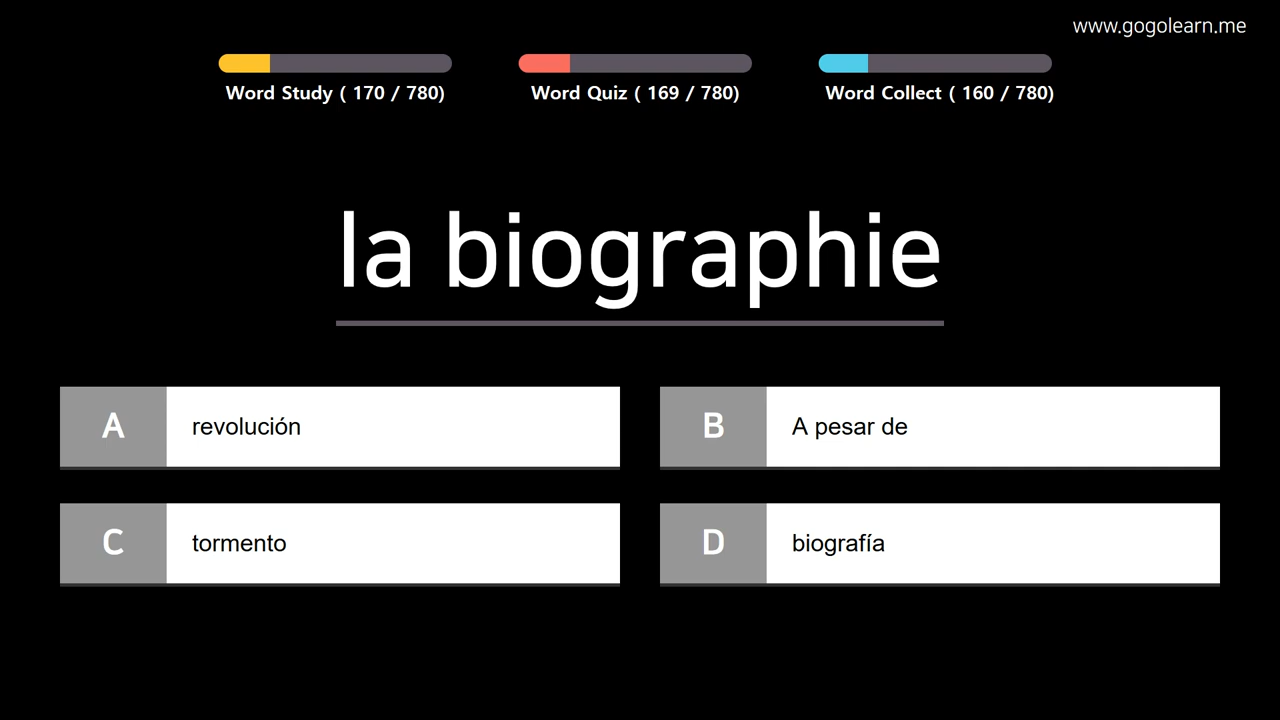 www.gogolearn.me
Word Study ( 170 / 780)
Word Quiz ( 169 / 780)
Word Collect ( 160 / 780)
la biographie
A revolución
B A pesar de
C tormento
D biografía